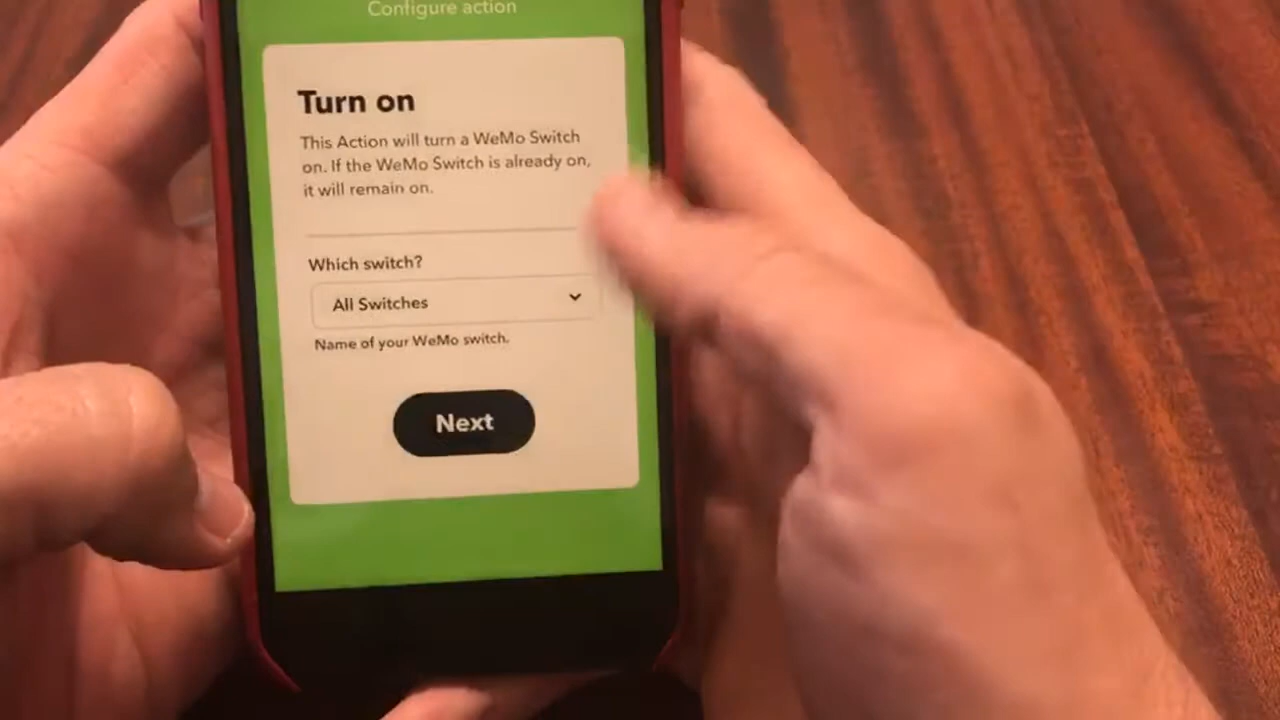 Configure action
Turn on
This Action will turn a WeMo Switch
on. If the WeMo Switch is already on,
it will remain on.
Which switch?
All Switches
Name of your WeMo switch.
Next